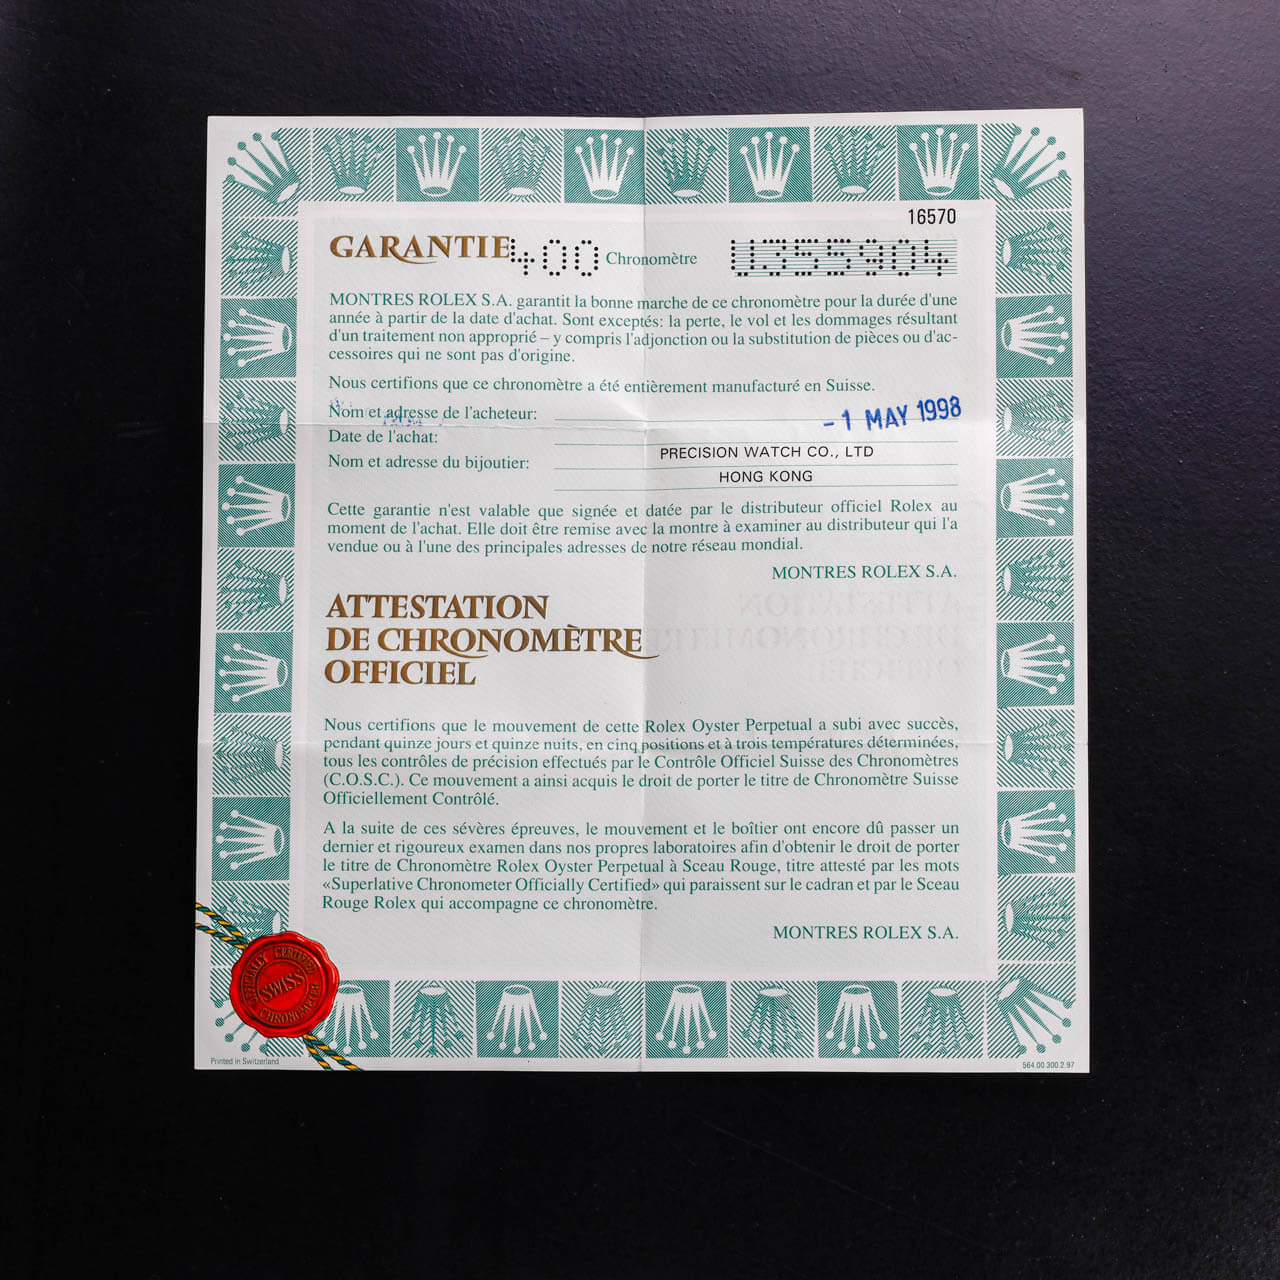 16570
GARANTIE 400 Chronomètre U355904
MONTRES ROLEX S.A. garantit la bonne marche de ce chronomètre pour la durée d'une
année à partir de la date d'achat. Sont exceptés: la perte, le vol et les dommages résultant
d'un traitement non approprié – y compris l'adjonction ou la substitution de pièces ou d'ac-
cessoires qui ne sont pas d'origine.
Nous certifions que ce chronomètre a été entièrement manufacturé en Suisse.
Nom et adresse de l'acheteur:
- 1 MAY 1998
Date de l'achat:
PRECISION WATCH CO., LTD
Nom et adresse du bijoutier:
HONG KONG
Cette garantie n'est valable que signée et datée par le distributeur officiel Rolex au
moment de l'achat. Elle doit être remise avec la montre à examiner au distributeur qui l'a
vendue ou à l'une des principales adresses de notre réseau mondial.
MONTRES ROLEX S.A.
ATTESTATION
DE CHRONOMÈTRE
OFFICIEL
Nous certifions que le mouvement de cette Rolex Oyster Perpetual a subi avec succès,
pendant quinze jours et quinze nuits, en cinq positions et à trois températures déterminées,
tous les contrôles de précision effectués par le Contrôle Officiel Suisse des Chronomètres
(C.O.S.C.). Ce mouvement a ainsi acquis le droit de porter le titre de Chronomètre Suisse
Officiellement Contrôlé.
A la suite de ces sévères épreuves, le mouvement et le boîtier ont encore dû passer un
dernier et rigoureux examen dans nos propres laboratoires afin d'obtenir le droit de porter
le titre de Chronomètre Rolex Oyster Perpetual à Sceau Rouge, titre attesté par les mots
«Superlative Chronometer Officially Certified» qui paraissent sur le cadran et par le Sceau
Rouge Rolex qui accompagne ce chronomètre.
MONTRES ROLEX S.A.
OFFICIALLY CERTIFIED
SWISS
CHRONOMETER
Printed in Switzerland
564.00.300.2.97